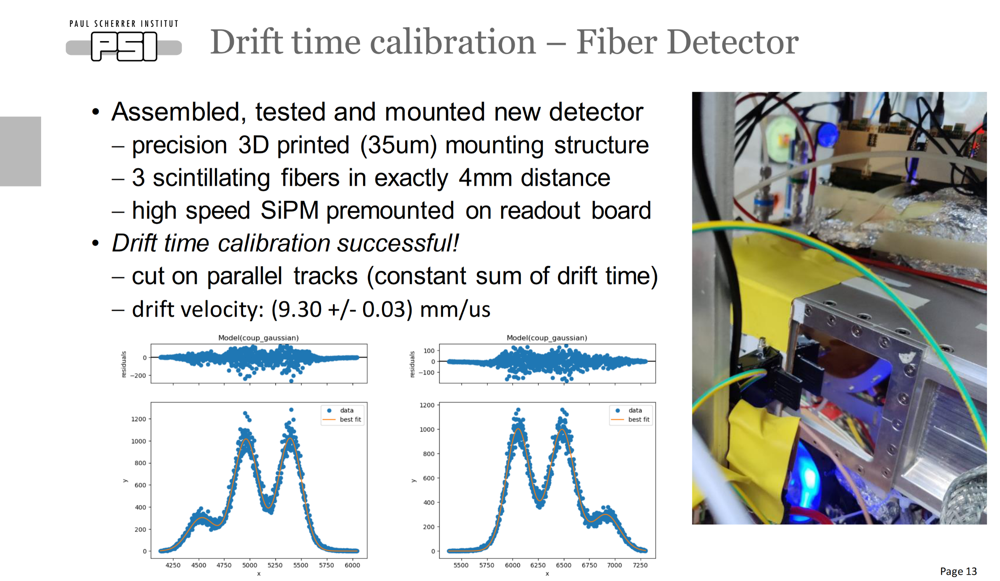 PAUL SCHERRER INSTITUT
PSI
Drift time calibration – Fiber Detector
• Assembled, tested and mounted new detector
– precision 3D printed (35um) mounting structure
– 3 scintillating fibers in exactly 4mm distance
– high speed SiPM premounted on readout board
• Drift time calibration successful!
– cut on parallel tracks (constant sum of drift time)
– drift velocity: (9.30 +/- 0.03) mm/us
Model(coup_gaussian)
residuals
0
−200
data
best fit
y
1200
1000
800
600
400
200
0
4250 4500 4750 5000 5250 5500 5750 6000
x
Model(coup_gaussian)
residuals
100
0
−100
data
best fit
y
1200
1000
800
600
400
200
0
5500 5750 6000 6250 6500 6750 7000 7250
x
Page 13